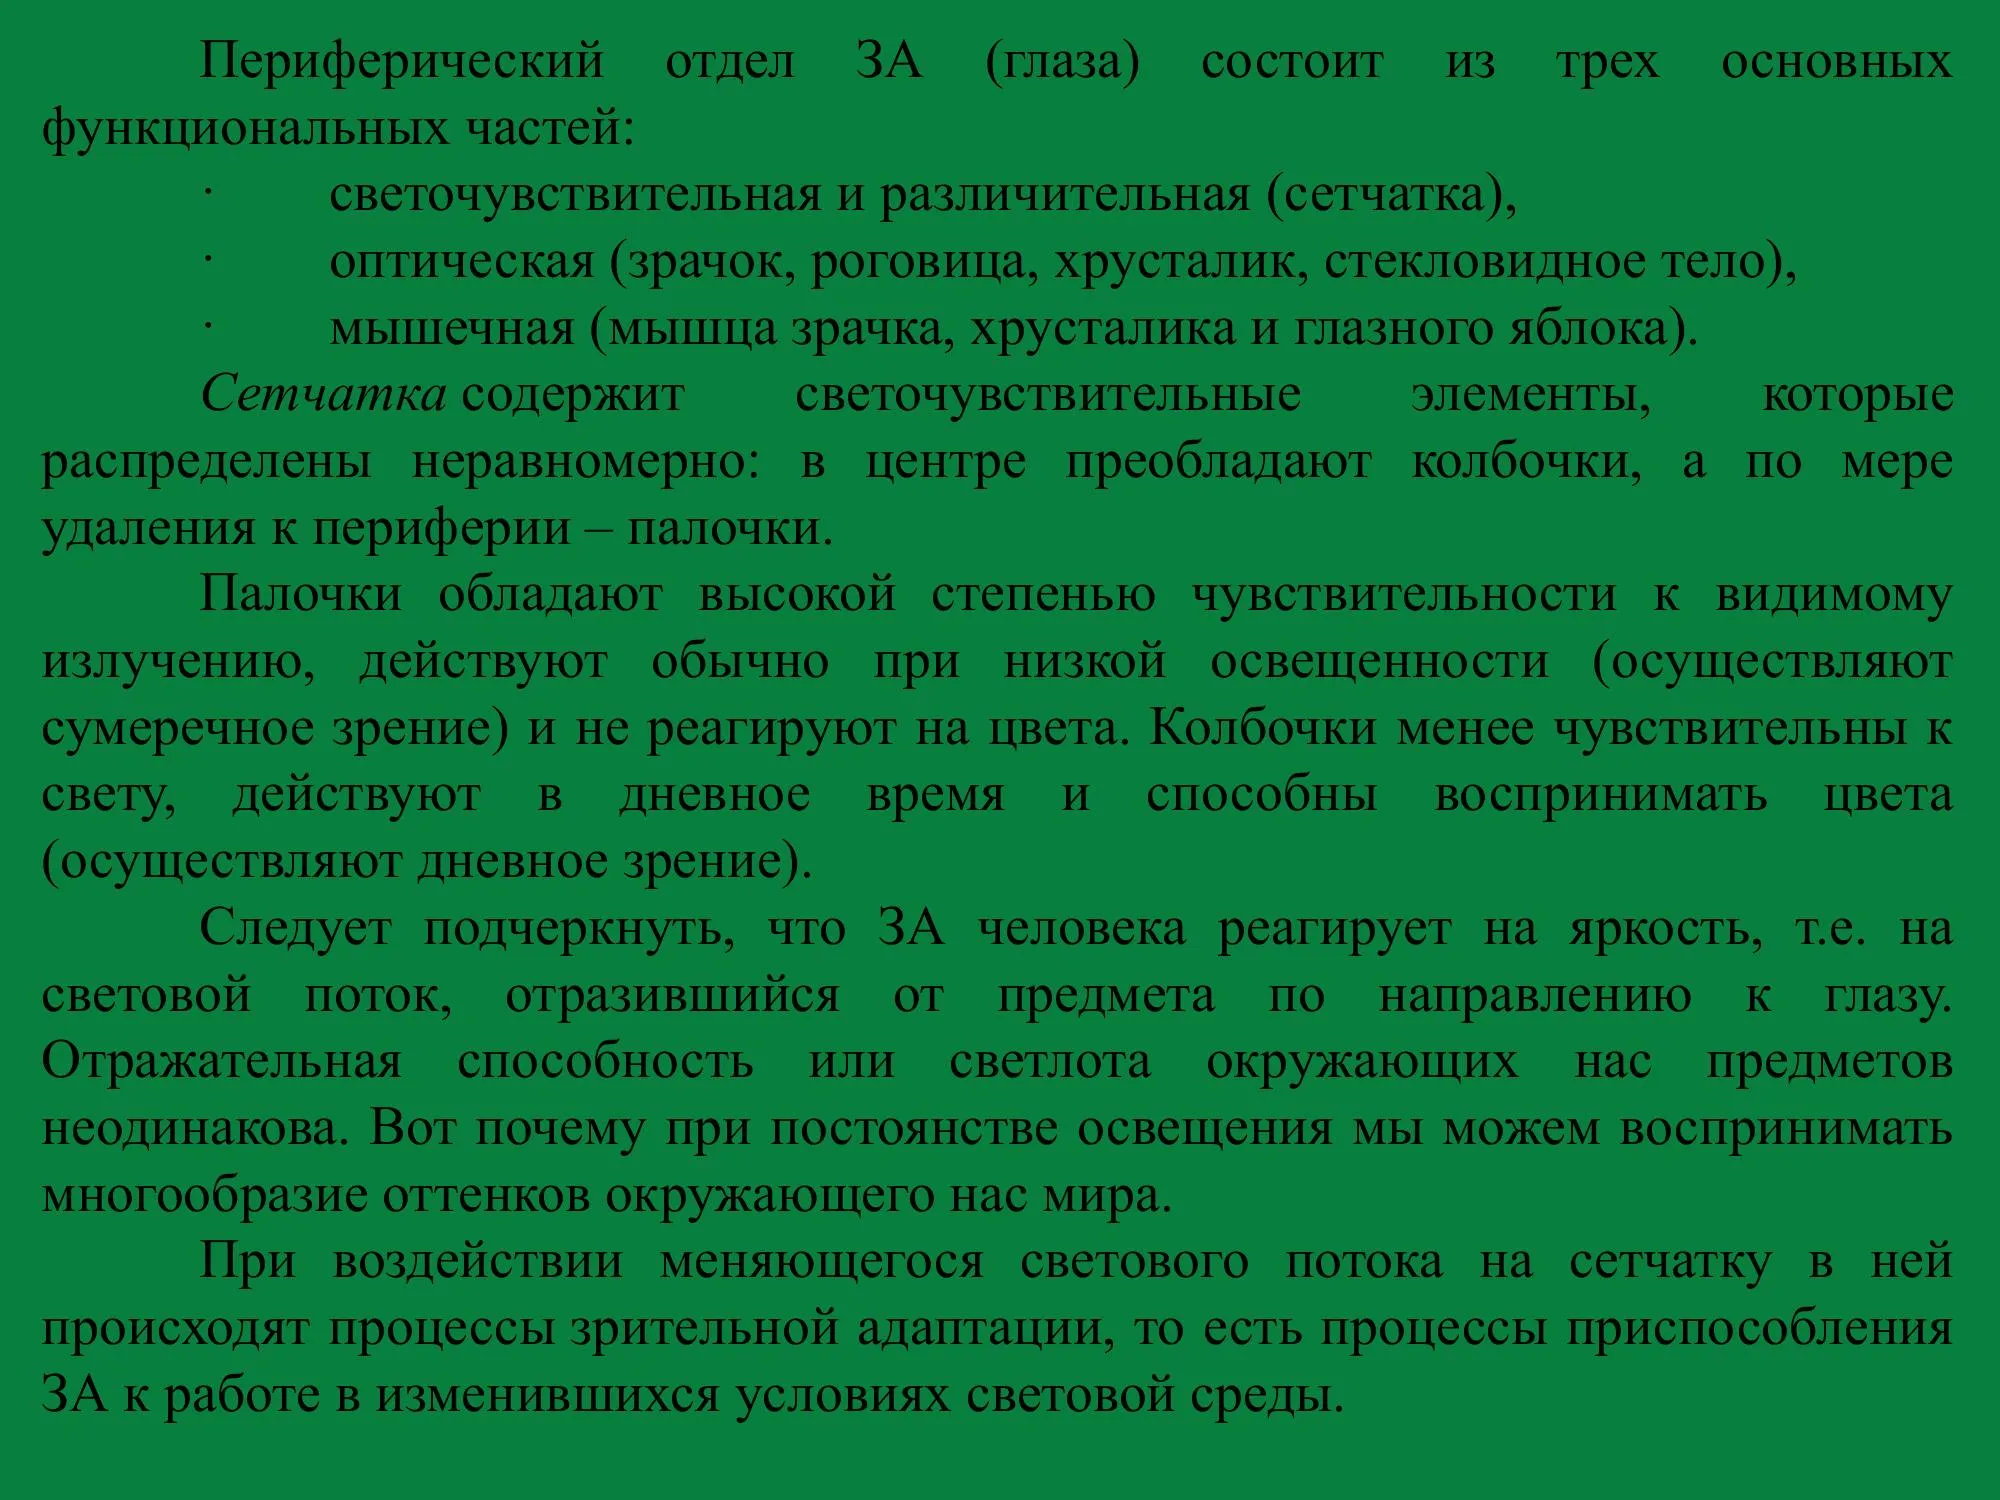 Периферический отдел ЗА (глаза) состоит из трех основных
функциональных частей:
· светочувствительная и различительная (сетчатка),
· оптическая (зрачок, роговица, хрусталик, стекловидное тело),
· мышечная (мышца зрачка, хрусталика и глазного яблока).
Сетчатка содержит светочувствительные элементы, которые
распределены неравномерно: в центре преобладают колбочки, а по мере
удаления к периферии – палочки.
Палочки обладают высокой степенью чувствительности к видимому
излучению, действуют обычно при низкой освещенности (осуществляют
сумеречное зрение) и не реагируют на цвета. Колбочки менее чувствительны к
свету, действуют в дневное время и способны воспринимать цвета
(осуществляют дневное зрение).
Следует подчеркнуть, что ЗА человека реагирует на яркость, т.е. на
световой поток, отразившийся от предмета по направлению к глазу.
Отражательная способность или светлота окружающих нас предметов
неодинакова. Вот почему при постоянстве освещения мы можем воспринимать
многообразие оттенков окружающего нас мира.
При воздействии меняющегося светового потока на сетчатку в ней
происходят процессы зрительной адаптации, то есть процессы приспособления
ЗА к работе в изменившихся условиях световой среды.